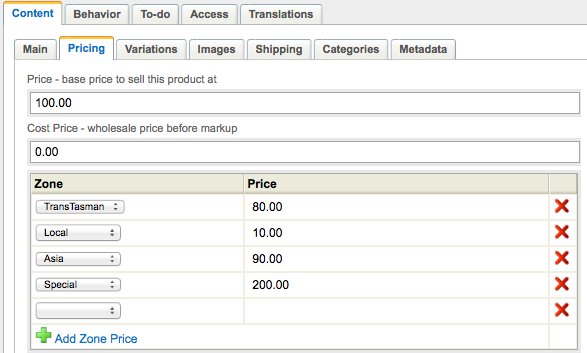 Content Behavior To-do Access Translations
Main Pricing Variations Images Shipping Categories Metadata
Price - base price to sell this product at
100.00
Cost Price - wholesale price before markup
0.00
Zone Price
TransTasman 80.00
Local 10.00
Asia 90.00
Special 200.00
Add Zone Price